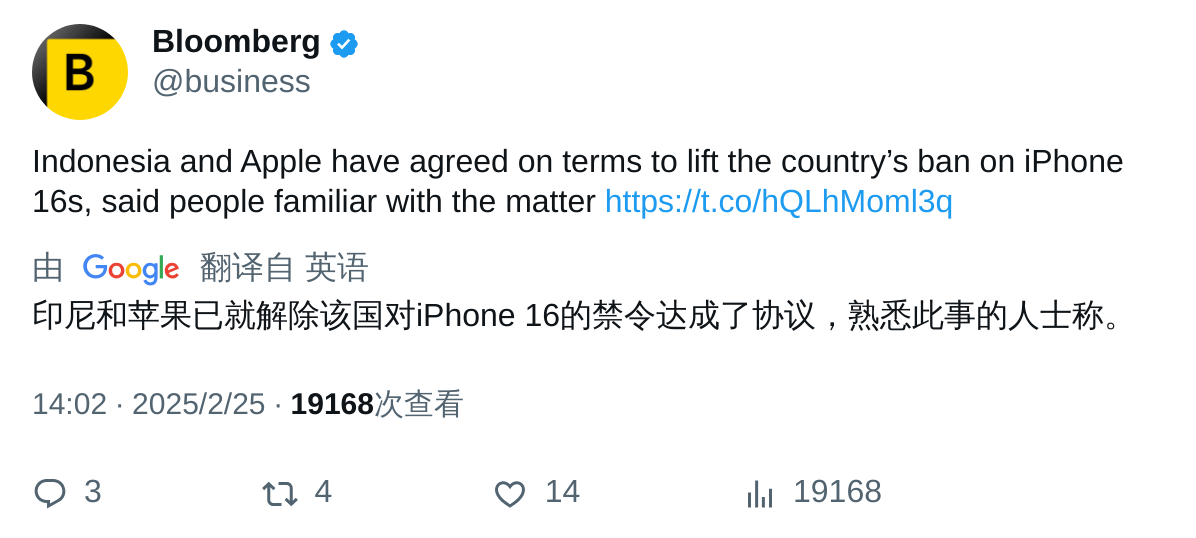 B
Bloomberg
@business
Indonesia and Apple have agreed on terms to lift the country’s ban on iPhone
16s, said people familiar with the matter https://t.co/hQLhMoml3q
由 Google 翻译自 英语
印尼和苹果已就解除该国对iPhone 16的禁令达成了协议，熟悉此事的人士称。
14:02 · 2025/2/25 · 19168次查看
3 4 14 19168